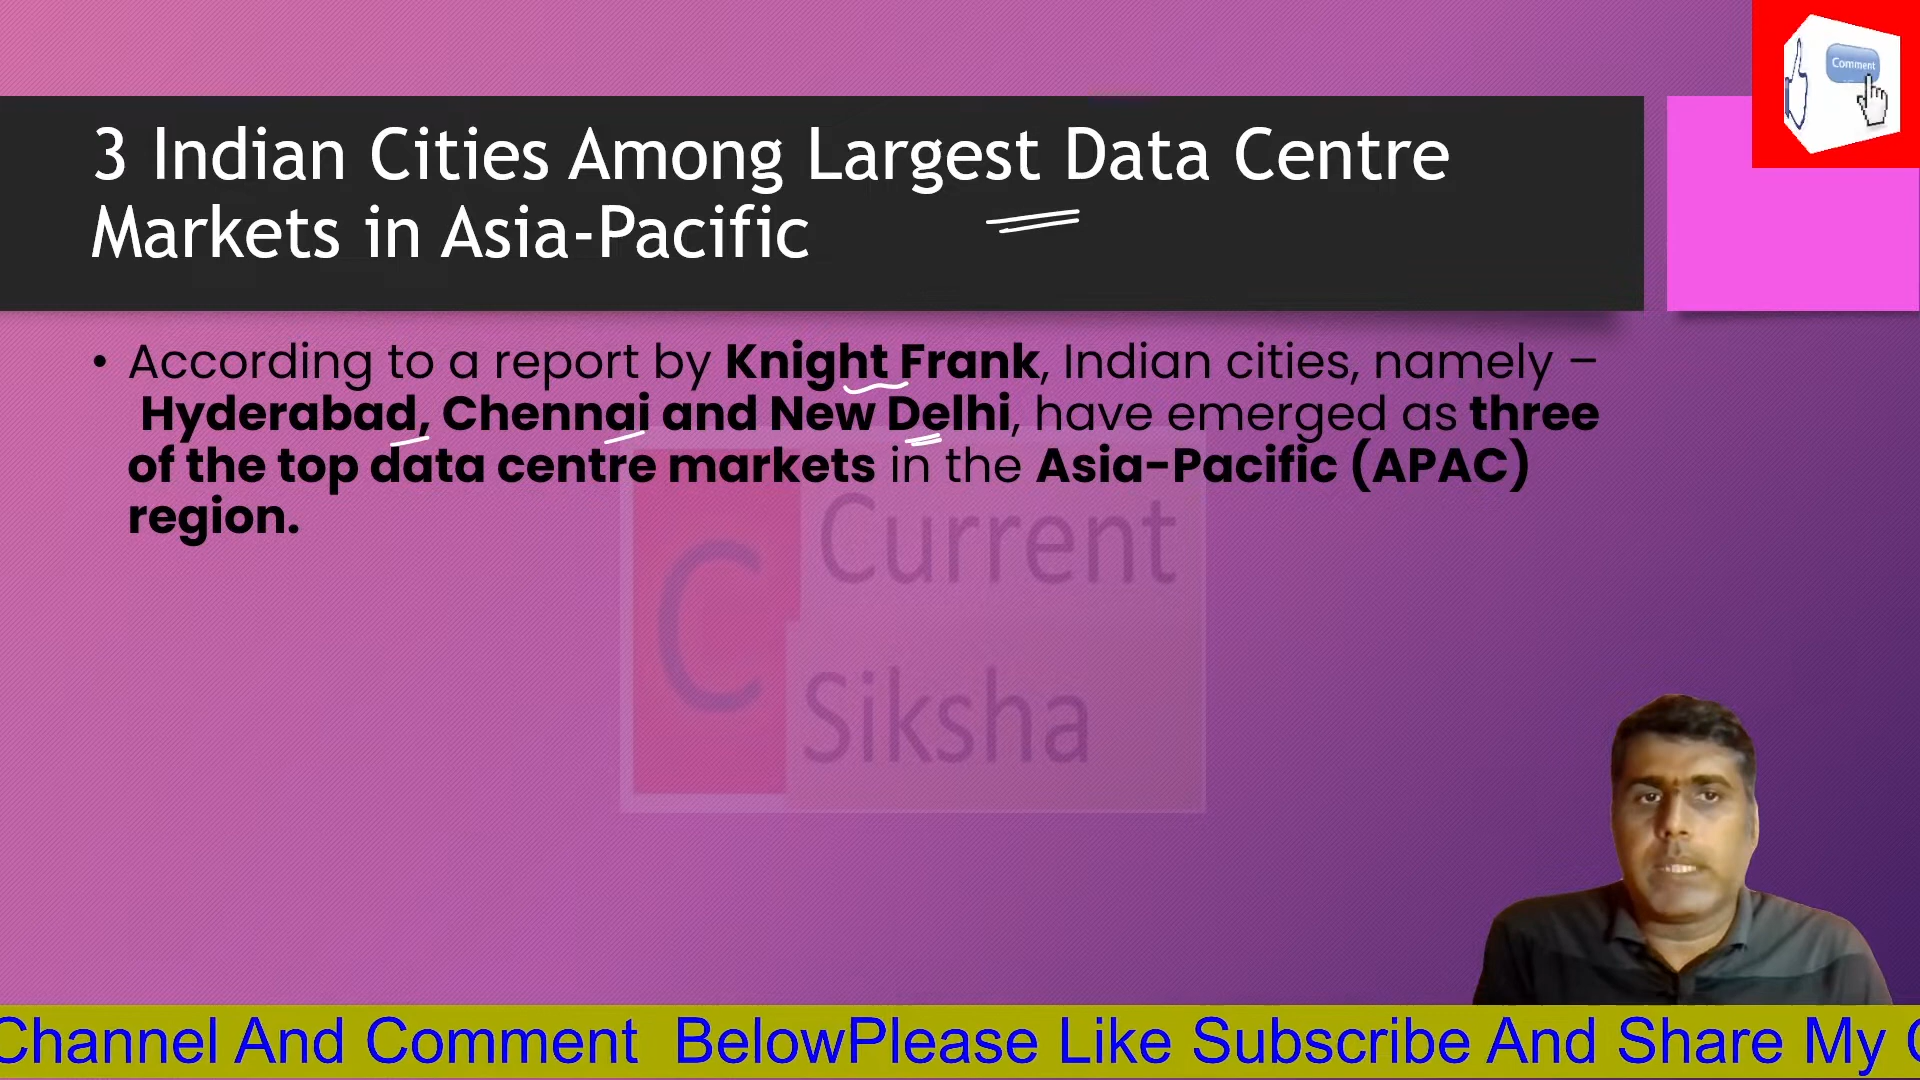 Comment
3 Indian Cities Among Largest Data Centre
Markets in Asia-Pacific
• According to a report by Knight Frank, Indian cities, namely –
Hyderabad, Chennai and New Delhi, have emerged as three
of the top data centre markets in the Asia-Pacific (APAC)
region.
C
Current
Siksha
Channel And Comment BelowPlease Like Subscribe And Share My